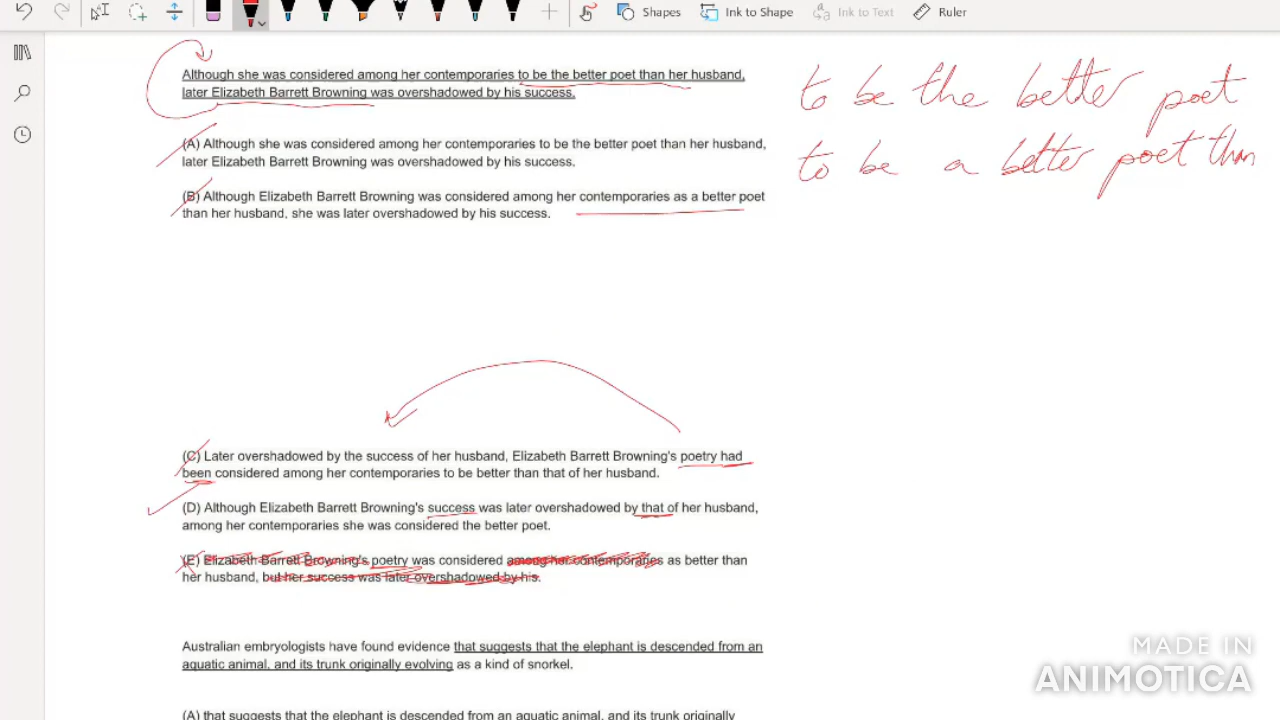 Shapes Ink to Shape Ink to Text Ruler
Although she was considered among her contemporaries to be the better poet than her husband,
later Elizabeth Barrett Browning was overshadowed by his success.
to be the better poet
to be a better poet than
(A) Although she was considered among her contemporaries to be the better poet than her husband,
later Elizabeth Barrett Browning was overshadowed by his success.
(B) Although Elizabeth Barrett Browning was considered among her contemporaries as a better poet
than her husband, she was later overshadowed by his success.
(C) Later overshadowed by the success of her husband, Elizabeth Barrett Browning's poetry had
been considered among her contemporaries to be better than that of her husband.
(D) Although Elizabeth Barrett Browning's success was later overshadowed by that of her husband,
among her contemporaries she was considered the better poet.
(E) Elizabeth Barrett Browning's poetry was considered among her contemporaries as better than
her husband, but her success was later overshadowed by his.
Australian embryologists have found evidence that suggests that the elephant is descended from an
aquatic animal, and its trunk originally evolving as a kind of snorkel.
(A) that suggests that the elephant is descended from an aquatic animal, and its trunk originally
MADE IN
ANIMOTICA